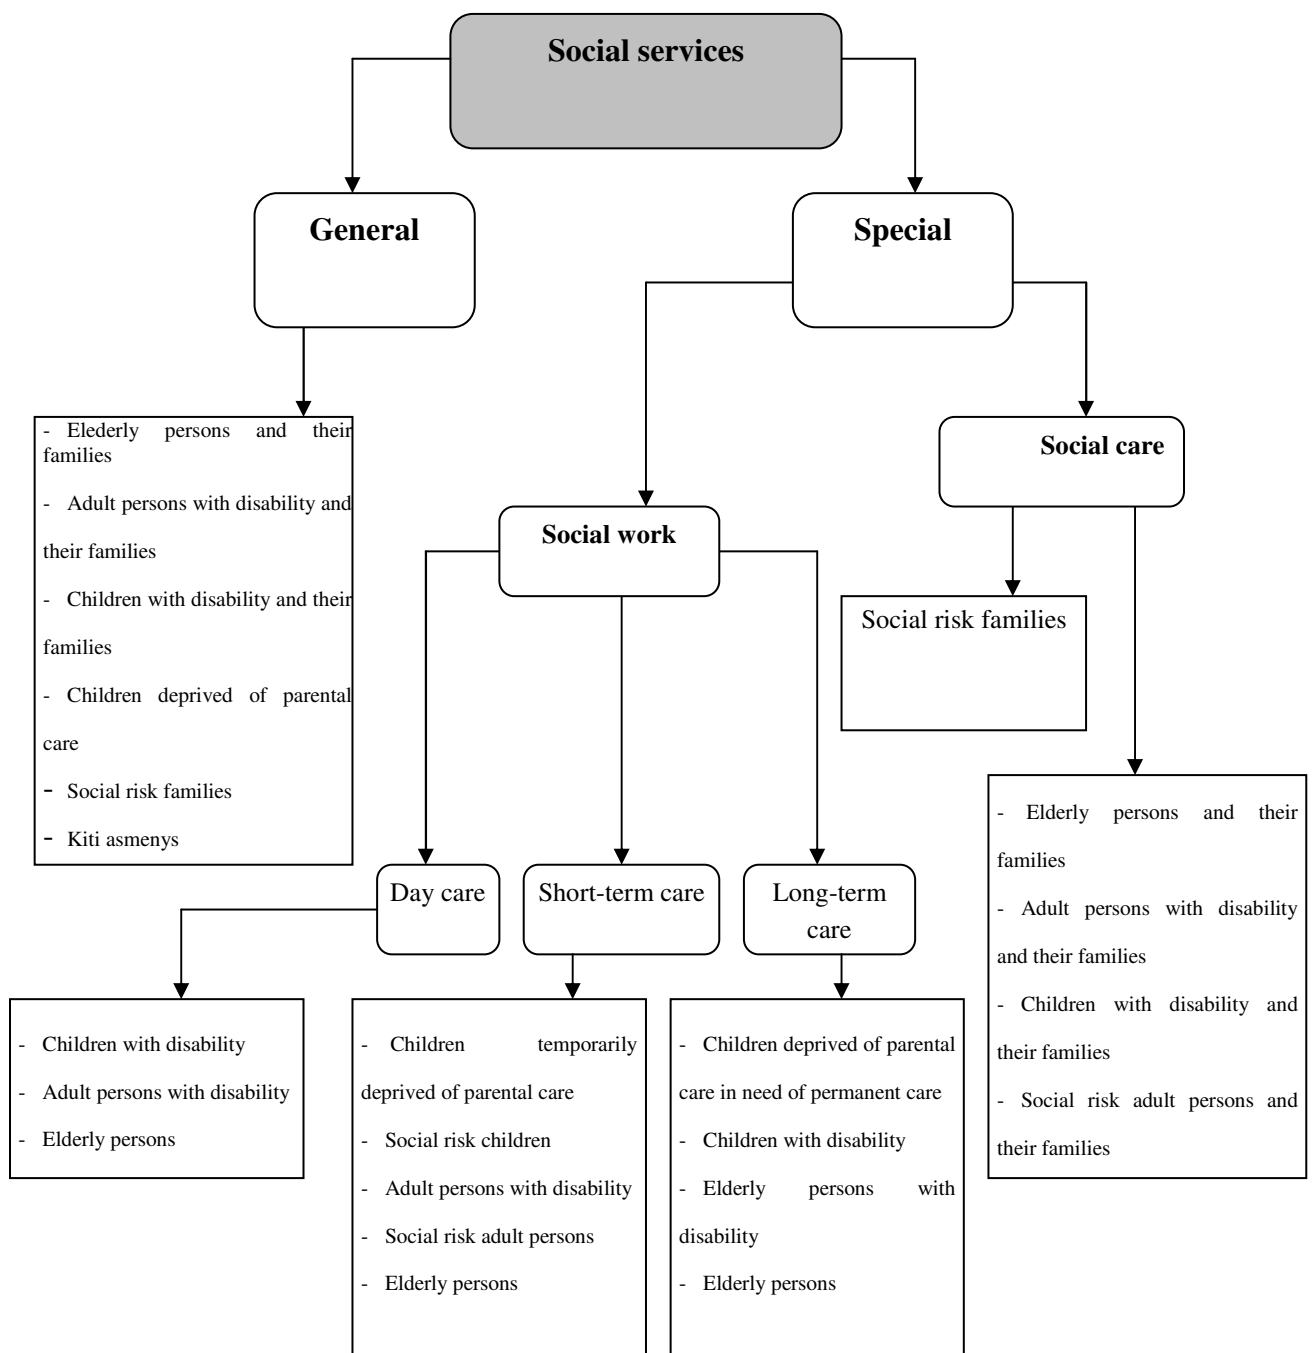 Social services
General
Special
- Elederly persons and their
families
- Adult persons with disability and
their families
- Children with disability and their
families
- Children deprived of parental
care
- Social risk families
- Kiti asmenys
Social care
Social work
Social risk families
- Elderly persons and their
families
- Adult persons with disability
and their families
- Children with disability and
their families
- Social risk adult persons and
their families
Day care
Short-term care
Long-term
care
- Children with disability
- Adult persons with disability
- Elderly persons
- Children temporarily
deprived of parental care
- Social risk children
- Adult persons with disability
- Social risk adult persons
- Elderly persons
- Children deprived of parental
care in need of permanent care
- Children with disability
- Elderly persons with
disability
- Elderly persons